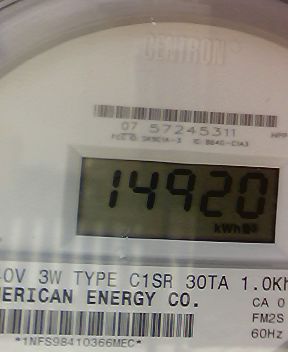 CENTRON
07 57245311
14920
kWh
0V 3W TYPE C1SR 30TA 1.0Kh
ERICAN ENERGY CO.
CA 0
FM2S
60Hz
*1NFS98410366MEC*